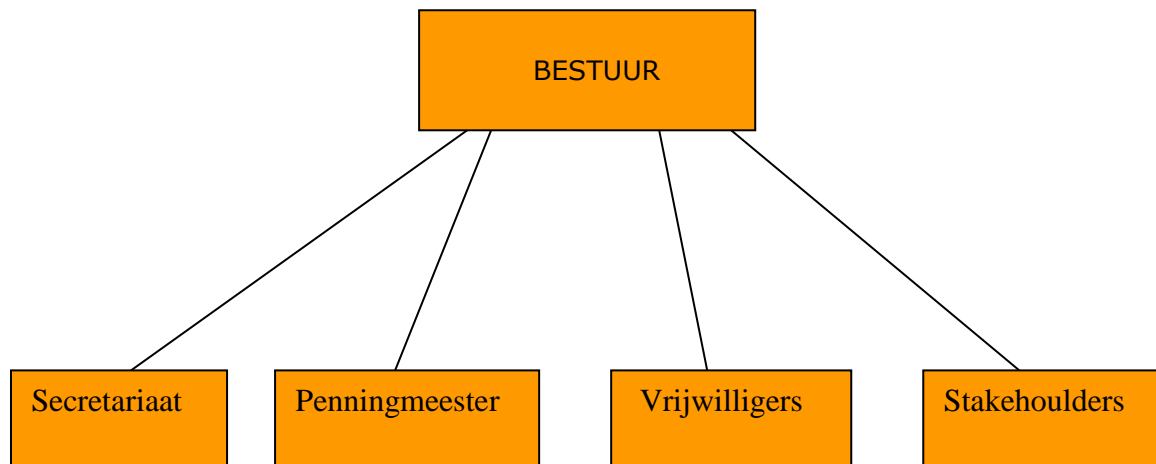 BESTUUR
Secretariaat
Penningmeester
Vrijwilligers
Stakehoulders